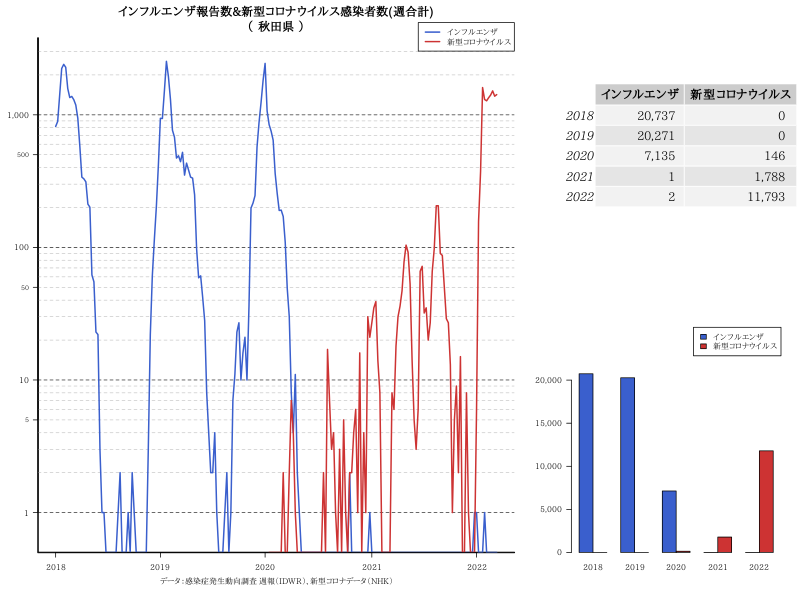 インフルエンザ報告数&新型コロナウイルス感染者数(週合計)
( 秋田県 )
インフルエンザ
新型コロナウイルス
1,000
500
100
50
10
5
1
2018 2019 2020 2021 2022
データ:感染症発生動向調査 週報(IDWR)、新型コロナデータ(NHK)
インフルエンザ 新型コロナウイルス
2018 20,737 0
2019 20,271 0
2020 7,135 146
2021 1 1,788
2022 2 11,793
インフルエンザ
新型コロナウイルス
20,000
15,000
10,000
5,000
0
2018 2019 2020 2021 2022